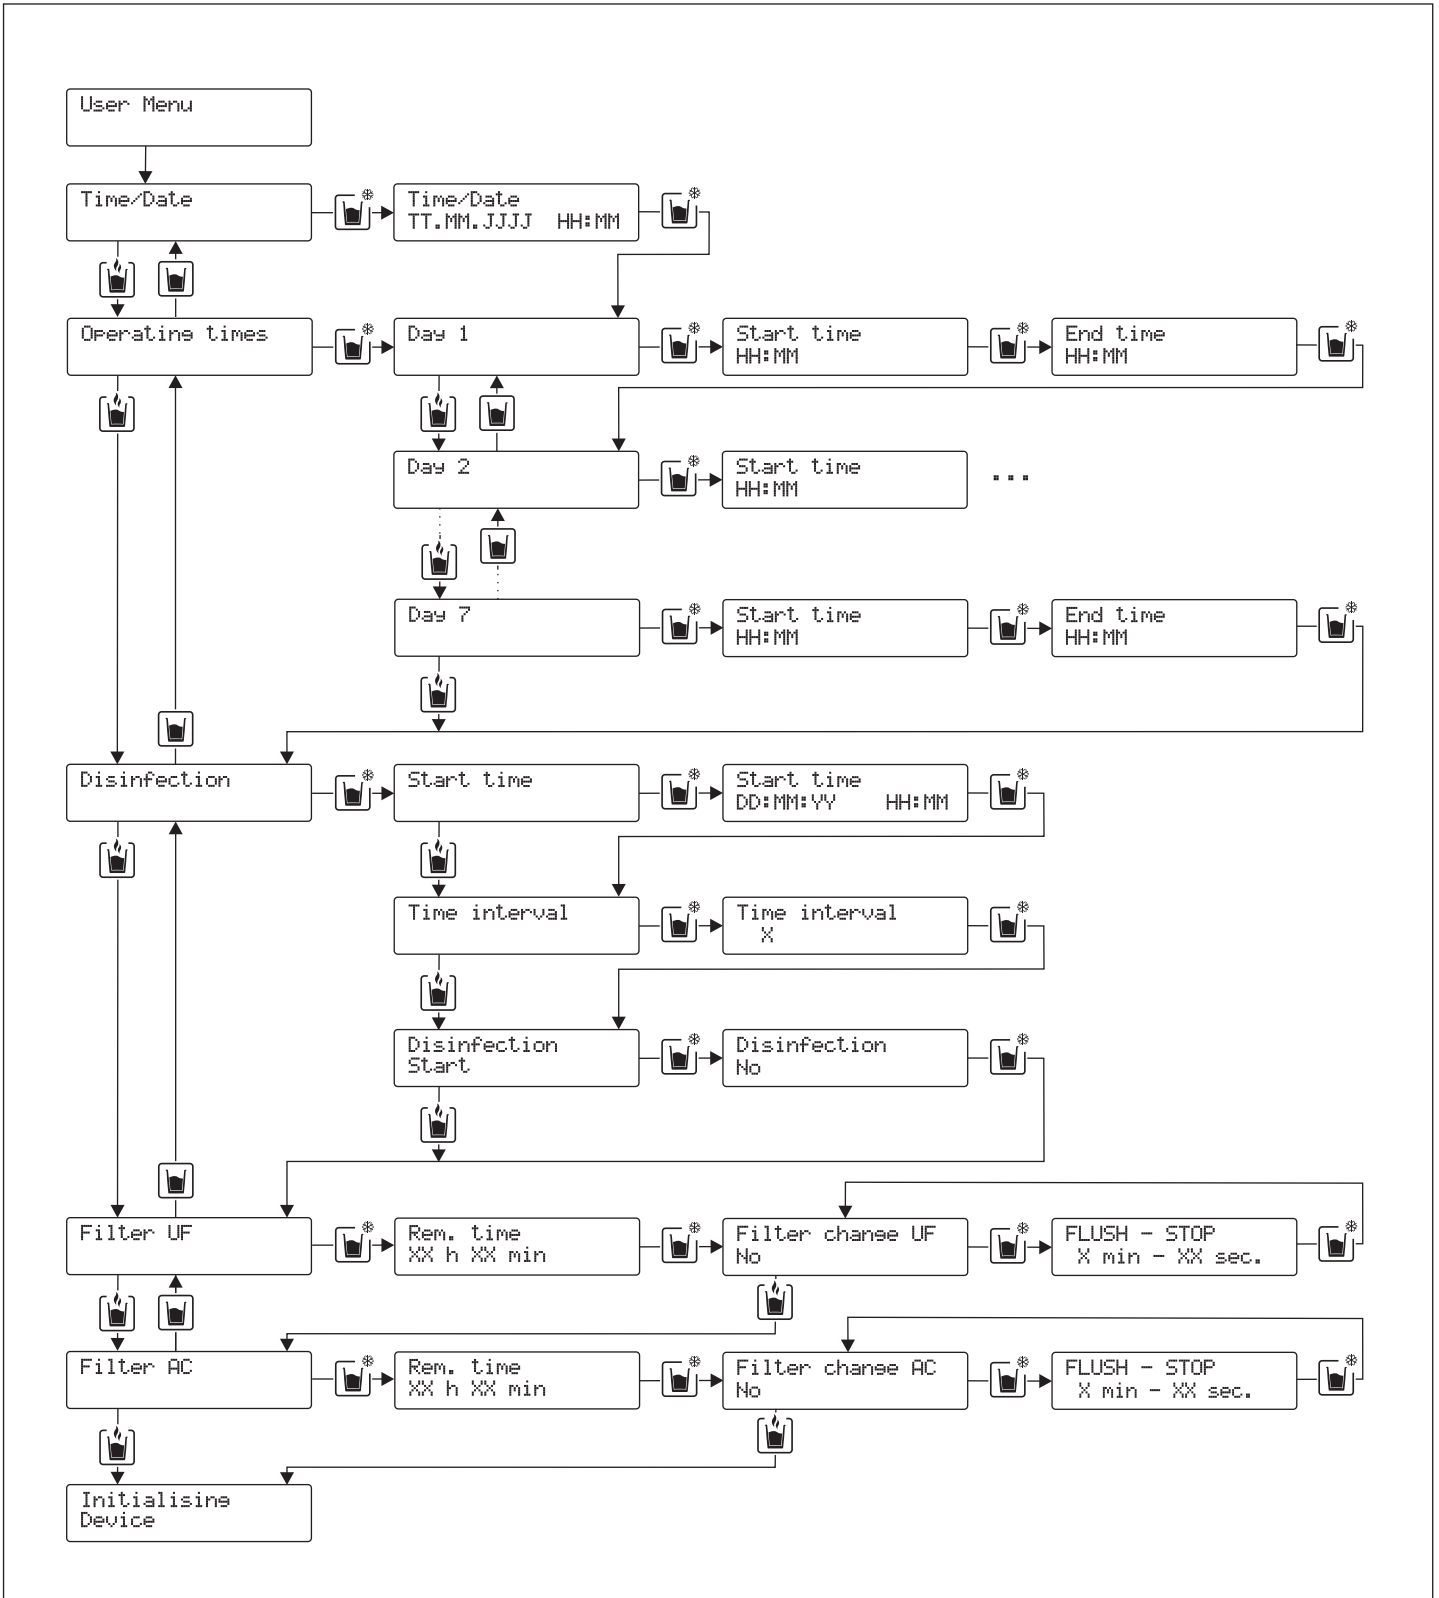 User Menu
Time/Date
Time/Date
TT.MM.JJJJ HH:MM
Operating times
Day 1
Start time
HH:MM
End time
HH:MM
Day 2
Start time
HH:MM
...
Day 7
Start time
HH:MM
End time
HH:MM
Disinfection
Start time
Start time
DD:MM:YY HH:MM
Time interval
Time interval
X
Disinfection
Start
Disinfection
No
Filter UF
Rem. time
XX h XX min
Filter change UF
No
FLUSH - STOP
X min - XX sec.
Filter AC
Rem. time
XX h XX min
Filter change AC
No
FLUSH - STOP
X min - XX sec.
Initialising
Device